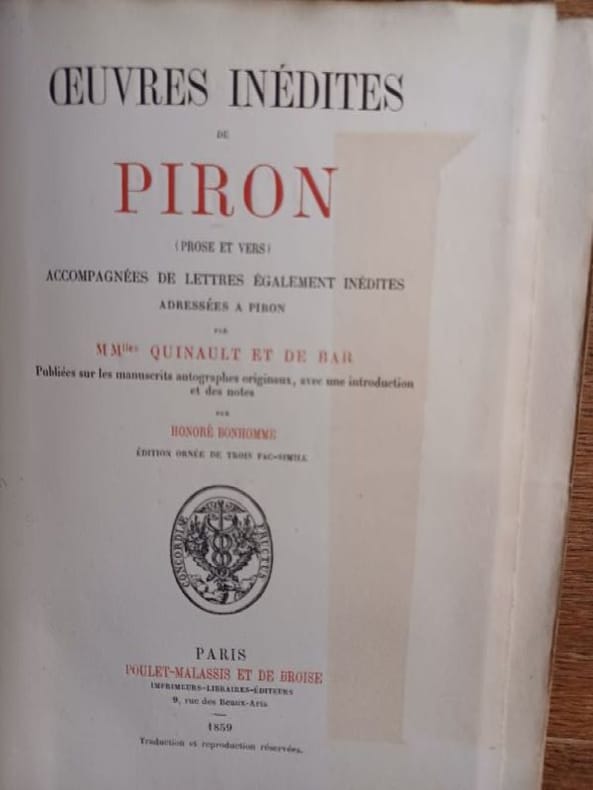 ŒUVRES INÉDITES
DE
PIRON
(PROSE ET VERS)
ACCOMPAGNÉES DE LETTRES ÉGALEMENT INÉDITES
ADRESSÉES A PIRON
PAR
MMlles QUINAULT ET DE BAR
Publiées sur les manuscrits autographes originaux, avec une introduction
et des notes
PAR
HONORÉ BONHOMME
ÉDITION ORNÉE DE TROIS FAC-SIMILE
CONCORDIÆ FRUCTUS
PARIS
POULET-MALASSIS ET DE BROISE
IMPRIMEURS-LIBRAIRES-ÉDITEURS
9, rue des Beaux-Arts
1859
Traduction et reproduction réservées.